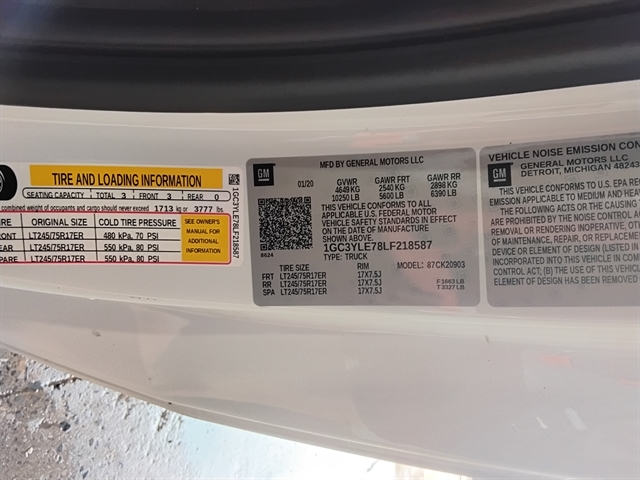 TIRE AND LOADING INFORMATION
SEATING CAPACITY TOTAL 3 FRONT 3 REAR 0
combined weight of occupants and cargo should never exceed 1713 kg or 3777 lbs
ORIGINAL SIZE COLD TIRE PRESSURE
LT245/75R17ER 480 kPa, 70 PSI
LT245/75R17ER 550 kPa, 80 PSI
LT245/75R17ER 550 kPa, 80 PSI
SEE OWNER'S
MANUAL FOR
ADDITIONAL
INFORMATION
1GC3YLE78LF218587
GM
MFD BY GENERAL MOTORS LLC
01/20
GVWR GAWR FRT GAWR RR
4649 KG 2540 KG 2898 KG
10250 LB 5600 LB 6390 LB
THIS VEHICLE CONFORMS TO ALL
APPLICABLE U.S. FEDERAL MOTOR
VEHICLE SAFETY STANDARDS IN EFFECT
ON THE DATE OF MANUFACTURE
SHOWN ABOVE.
1GC3YLE78LF218587
TYPE: TRUCK
8624
MODEL: 87CK20903
TIRE SIZE RIM
FRT LT245/75R17ER 17X7.5J
RR LT245/75R17ER 17X7.5J
SPA LT245/75R17ER 17X7.5J
F1663LB
T3327LB
VEHICLE NOISE EMISSION CON
GM
GENERAL MOTORS LLC
DETROIT, MICHIGAN 48243
THIS VEHICLE CONFORMS TO U.S. EPA REG
EMISSION APPLICABLE TO MEDIUM AND HEAVY
THE FOLLOWING ACTS OR THE CAUSING
ARE PROHIBITED BY THE NOISE CONTROL A
REMOVAL OR RENDERING INOPERATIVE, OTH
OF MAINTENANCE, REPAIR, OR REPLACEMENT
DEVICE OR ELEMENT OF DESIGN
INCORPORATED INTO THIS VEHICLE IN COMP
CONTROL ACT; (B) THE USE OF THIS VEHICL
ELEMENT OF DESIGN HAS BEEN REMOVED